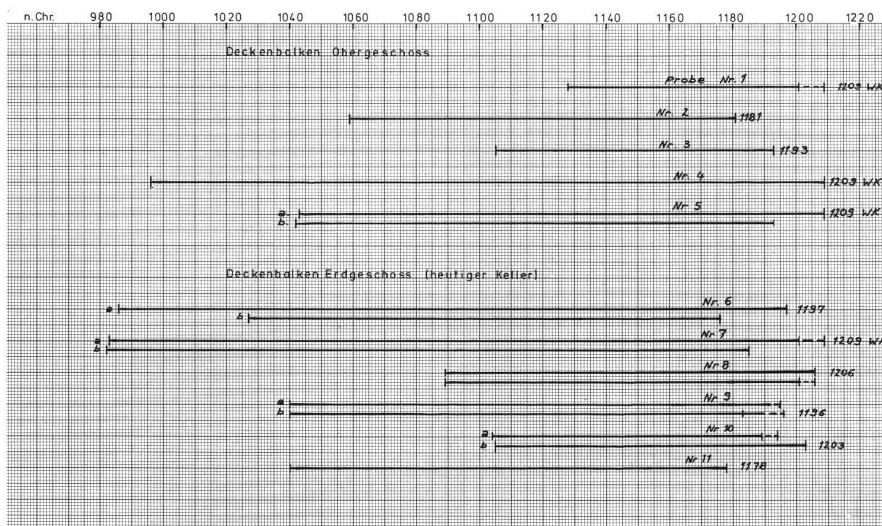 n. Chr. 980 1000 1020 1040 1060 1080 1100 1120 1140 1160 1180 1200 1220
Deckenbalken Obergeschoss
Probe Nr. 1 1209 WK
Nr. 2 1181
Nr. 3 1193
Nr. 4 1209 WK
a. Nr 5 1209 WK
b.
Deckenbalken Erdgeschoss (heutiger Keller)
a Nr. 6 1197
b
a Nr 7 1209 WK
b
Nr 8 1206
a Nr 9
b 1196
a Nr 10
b 1203
Nr 11 1178